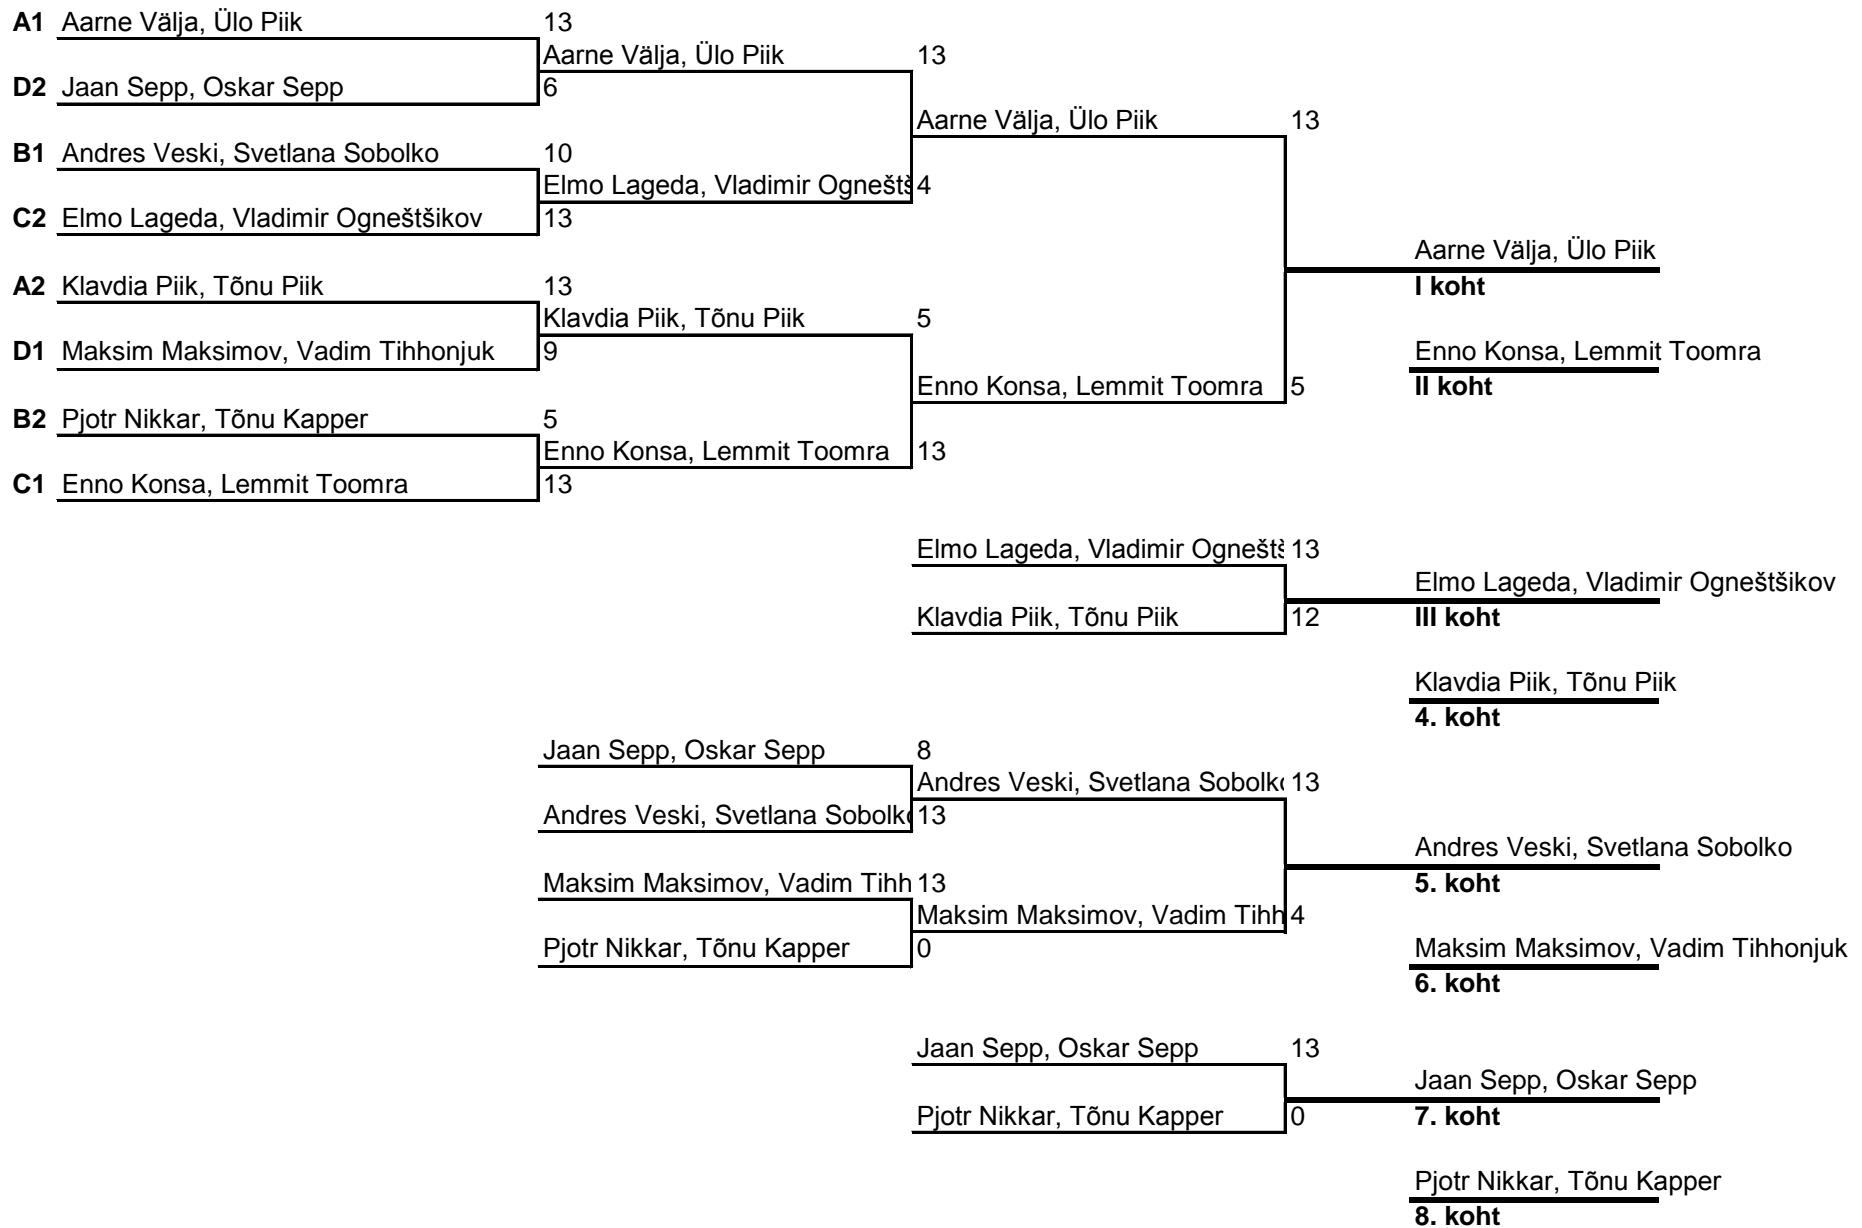 A1 Aarne Välja, Ülo Piik 13
Aarne Välja, Ülo Piik 13
D2 Jaan Sepp, Oskar Sepp 6
Aarne Välja, Ülo Piik 13
B1 Andres Veski, Svetlana Sobolko 10
Elmo Lageda, Vladimir Ogneštš 4
C2 Elmo Lageda, Vladimir Ogneštšikov 13
Aarne Välja, Ülo Piik
A2 Klavdia Piik, Tõnu Piik 13
I koht
Klavdia Piik, Tõnu Piik 5
D1 Maksim Maksimov, Vadim Tihhonjuk 9
Enno Konsa, Lemmit Toomra
Enno Konsa, Lemmit Toomra 5
II koht
B2 Pjotr Nikkar, Tõnu Kapper 5
Enno Konsa, Lemmit Toomra 13
C1 Enno Konsa, Lemmit Toomra 13
Elmo Lageda, Vladimir Ogneštš 13
Elmo Lageda, Vladimir Ogneštšikov
Klavdia Piik, Tõnu Piik 12
III koht
Klavdia Piik, Tõnu Piik
4. koht
Jaan Sepp, Oskar Sepp 8
Andres Veski, Svetlana Sobolko 13
Andres Veski, Svetlana Sobolko 13
Andres Veski, Svetlana Sobolko
Maksim Maksimov, Vadim Tihh 13
5. koht
Maksim Maksimov, Vadim Tihh 4
Pjotr Nikkar, Tõnu Kapper 0
Maksim Maksimov, Vadim Tihhonjuk
6. koht
Jaan Sepp, Oskar Sepp 13
Jaan Sepp, Oskar Sepp
Pjotr Nikkar, Tõnu Kapper 0
7. koht
Pjotr Nikkar, Tõnu Kapper
8. koht